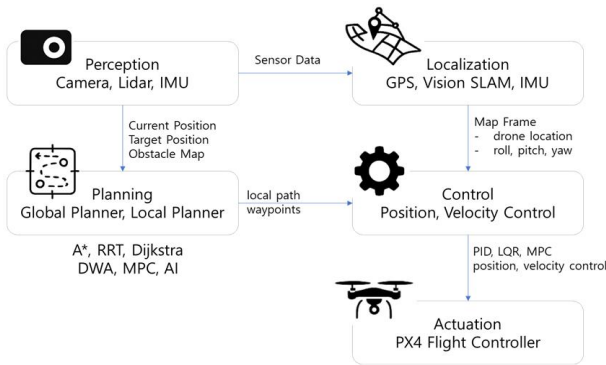 Perception
Camera, Lidar, IMU
Sensor Data
Localization
GPS, Vision SLAM, IMU
Current Position
Target Position
Obstacle Map
Map Frame
- drone location
- roll, pitch, yaw
Planning
Global Planner, Local Planner
local path
waypoints
Control
Position, Velocity Control
A*, RRT, Dijkstra
DWA, MPC, AI
PID, LQR, MPC
position, velocity control
Actuation
PX4 Flight Controller